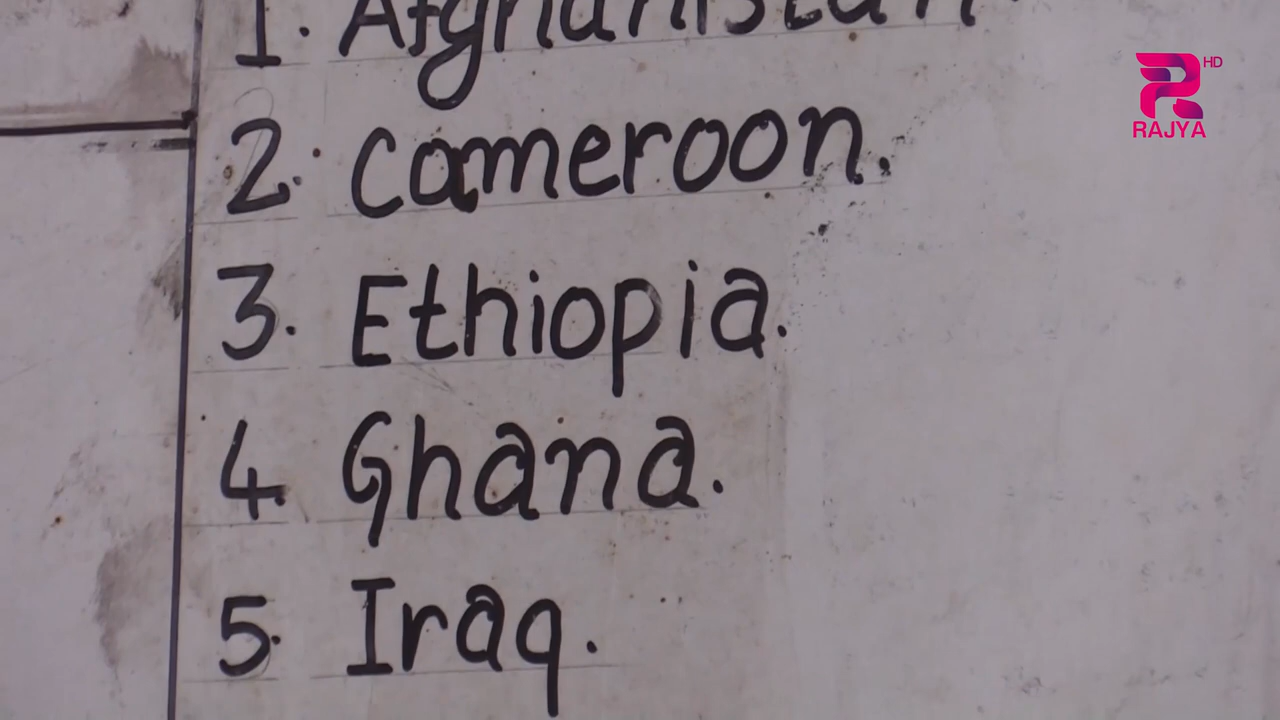 1. Afghanistan.
HD
RAJYA
2. Cameroon.
3. Ethiopia.
4. Ghana.
5. Iraq.